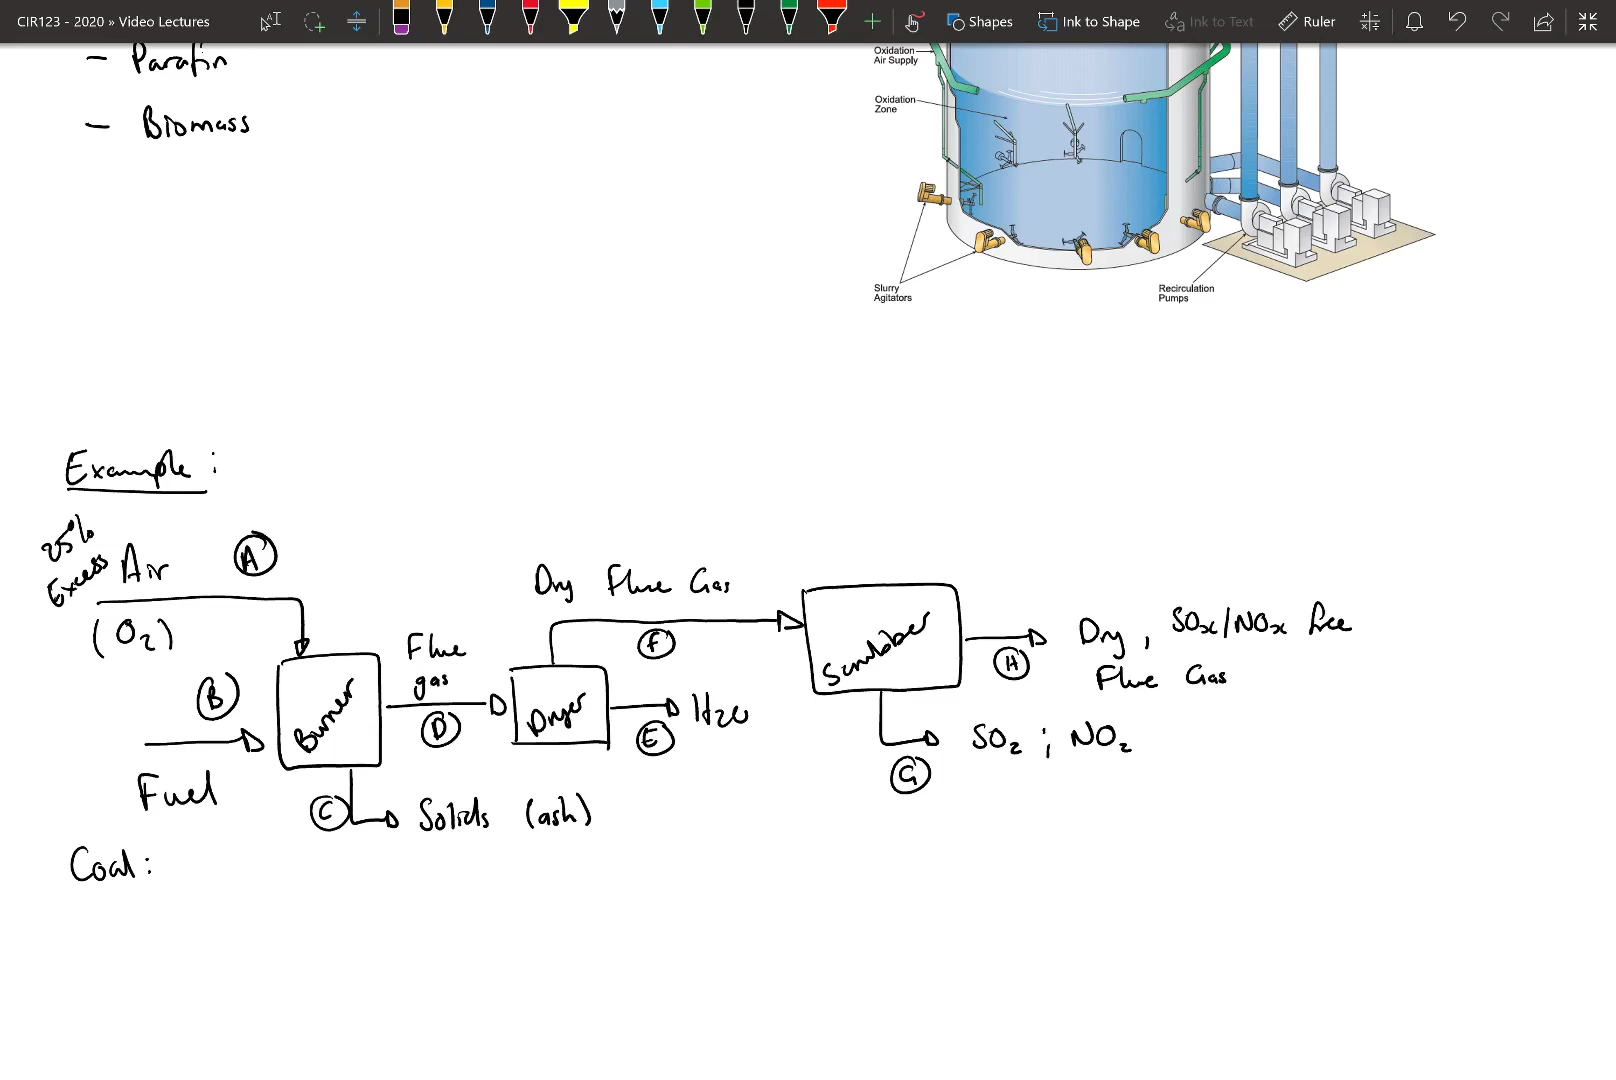 CIR123 - 2020 » Video Lectures
Shapes
Ink to Shape
Ink to Text
Ruler
- Parafin
- Biomass
Oxidation
Air Supply
Oxidation
Zone
Slurry
Agitators
Recirculation
Pumps
Example:
25%
Excess
Air
A
(O₂)
B
Fuel
Burner
C
Solids (ash)
Flue
gas
D
Dryer
Dry Flue Gas
F
E
H₂O
Scrubber
H
Dry, SOx/NOx free
Flue Gas
G
SO₂ ; NO₂
Coal: